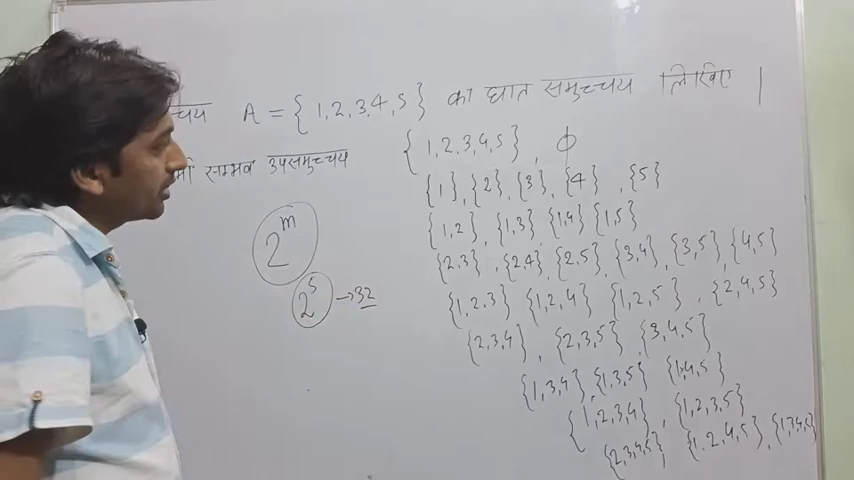 च्चय A = { 1,2,3,4,5 } का घात समुच्चय लिखिए |
सम्भव उपसमुच्चय
{ 1,2,3,4,5 } , ϕ
{1}, {2}, {3}, {4} , {5}
{1,2} , {1,3} {1,4} {1,5}
2^m
{2,3} , {2,4}, {2,5}, {3,4}, {3,5}, {4,5}
2^5 → 32
{1,2,3} {1,2,4} {1,2,5} , {2,4,5}
{2,3,4} , {2,3,5} {3,4,5}
{1,3,4}, {1,3,5} {1,4,5}
{1,2,3,4} , {1,2,3,5}
{2,3,4,5} {1,2,4,5} , {1,3,4,5}